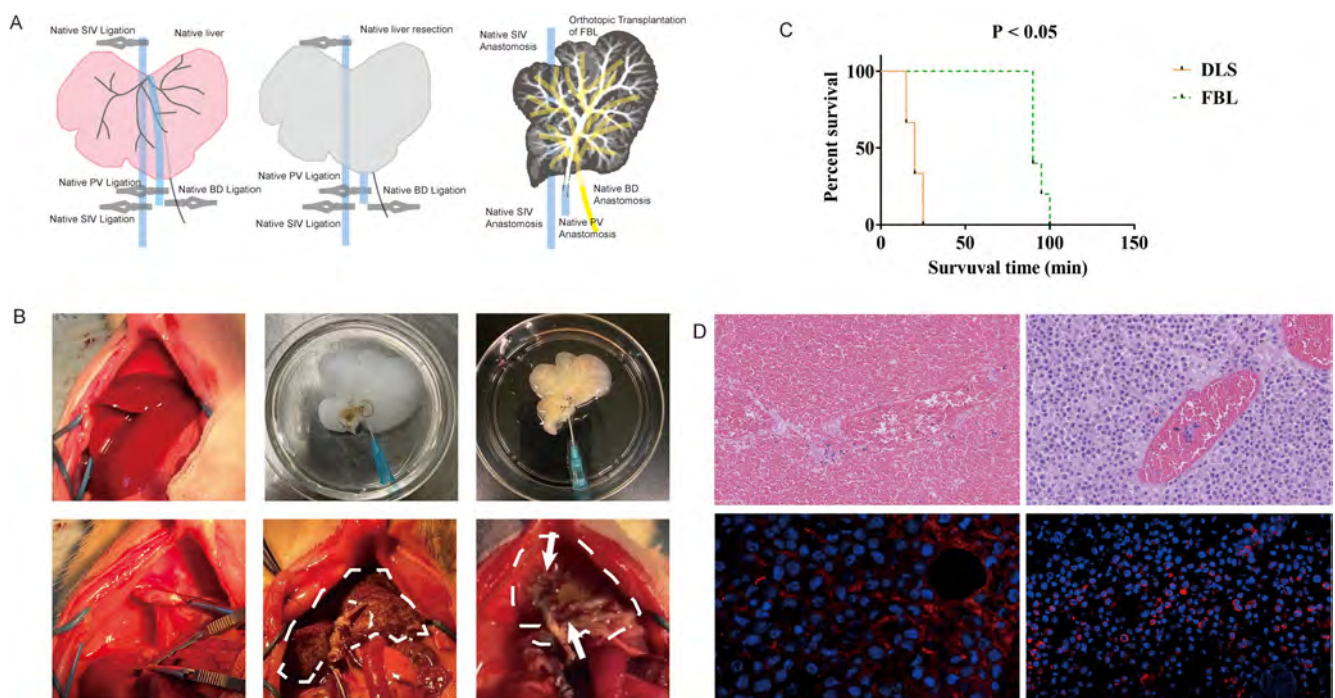 A
Native SIV Ligation
Native liver
Native PV Ligation
Native BD Ligation
Native SIV Ligation
Native liver resection
Native PV Ligation
Native BD Ligation
Native SIV Ligation
Orthotopic Transplantation
of FBL
Native SIV
Anastomosis
Native BD
Anastomosis
Native SIV
Anastomosis
Native PV
Anastomosis
B
C
P < 0.05
DLS
FBL
Percent survival
100
50
0
0
50
100
150
Survuval time (min)
D